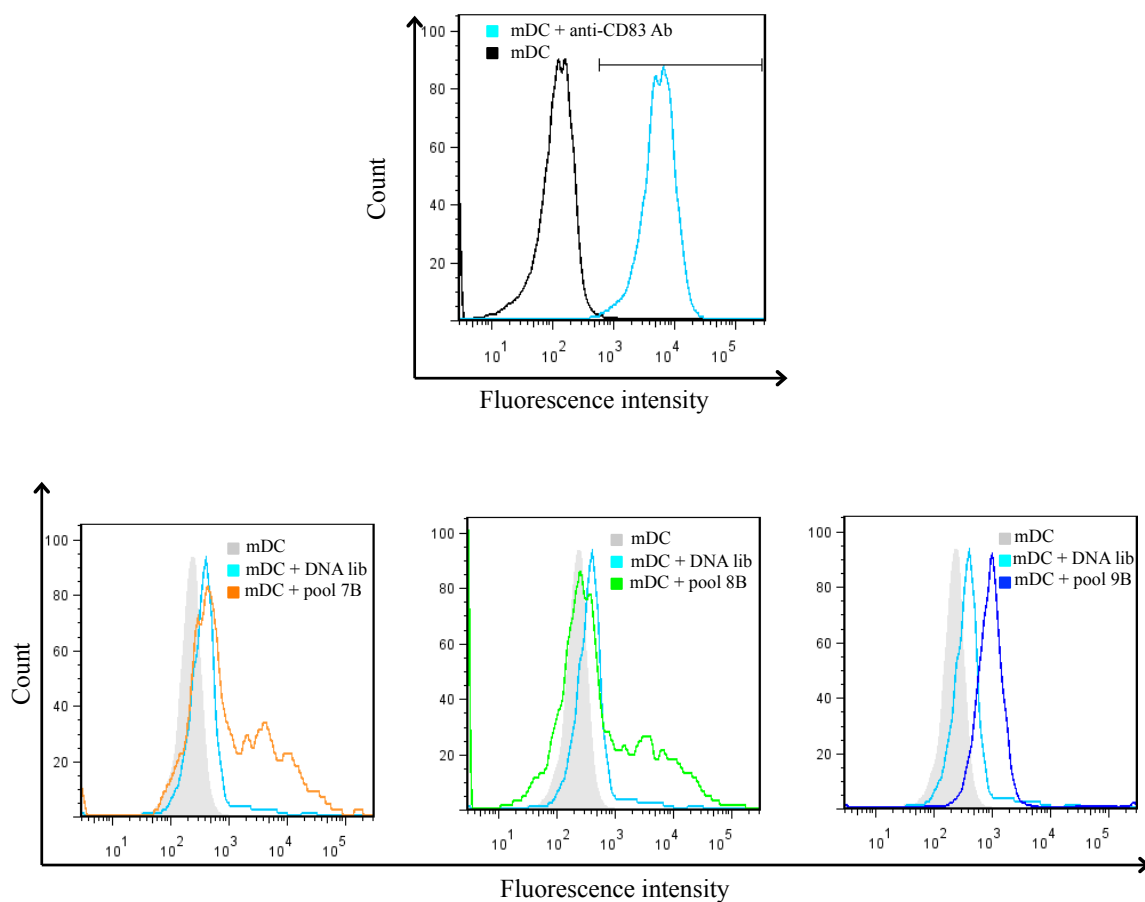 100
80
60
40
20
mDC + anti-CD83 Ab
mDC
10^1 10^2 10^3 10^4 10^5
Count
Fluorescence intensity
100
80
60
40
20
mDC
mDC + DNA lib
mDC + pool 7B
10^1 10^2 10^3 10^4 10^5
100
80
60
40
20
mDC
mDC + DNA lib
mDC + pool 8B
10^1 10^2 10^3 10^4 10^5
100
80
60
40
20
mDC
mDC + DNA lib
mDC + pool 9B
10^1 10^2 10^3 10^4 10^5
Count
Fluorescence intensity